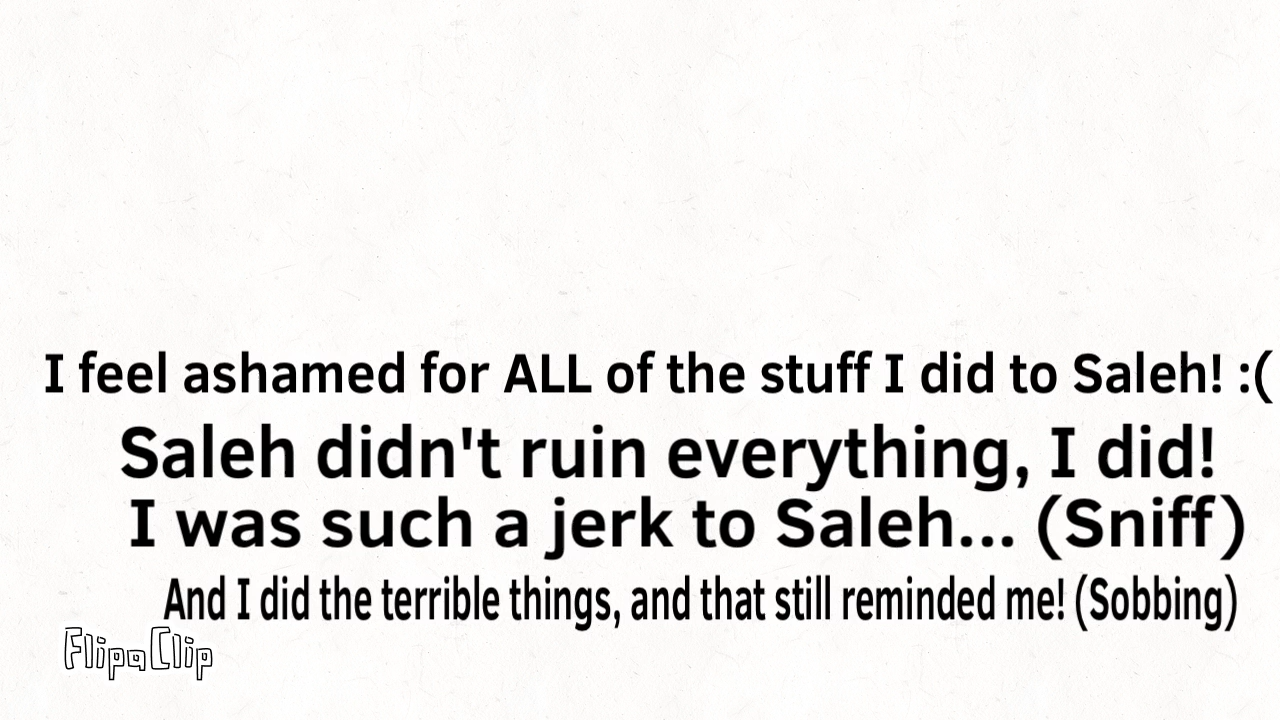 I feel ashamed for ALL of the stuff I did to Saleh! :(
Saleh didn't ruin everything, I did!
I was such a jerk to Saleh... (Sniff)
And I did the terrible things, and that still reminded me! (Sobbing)
FlipaClip